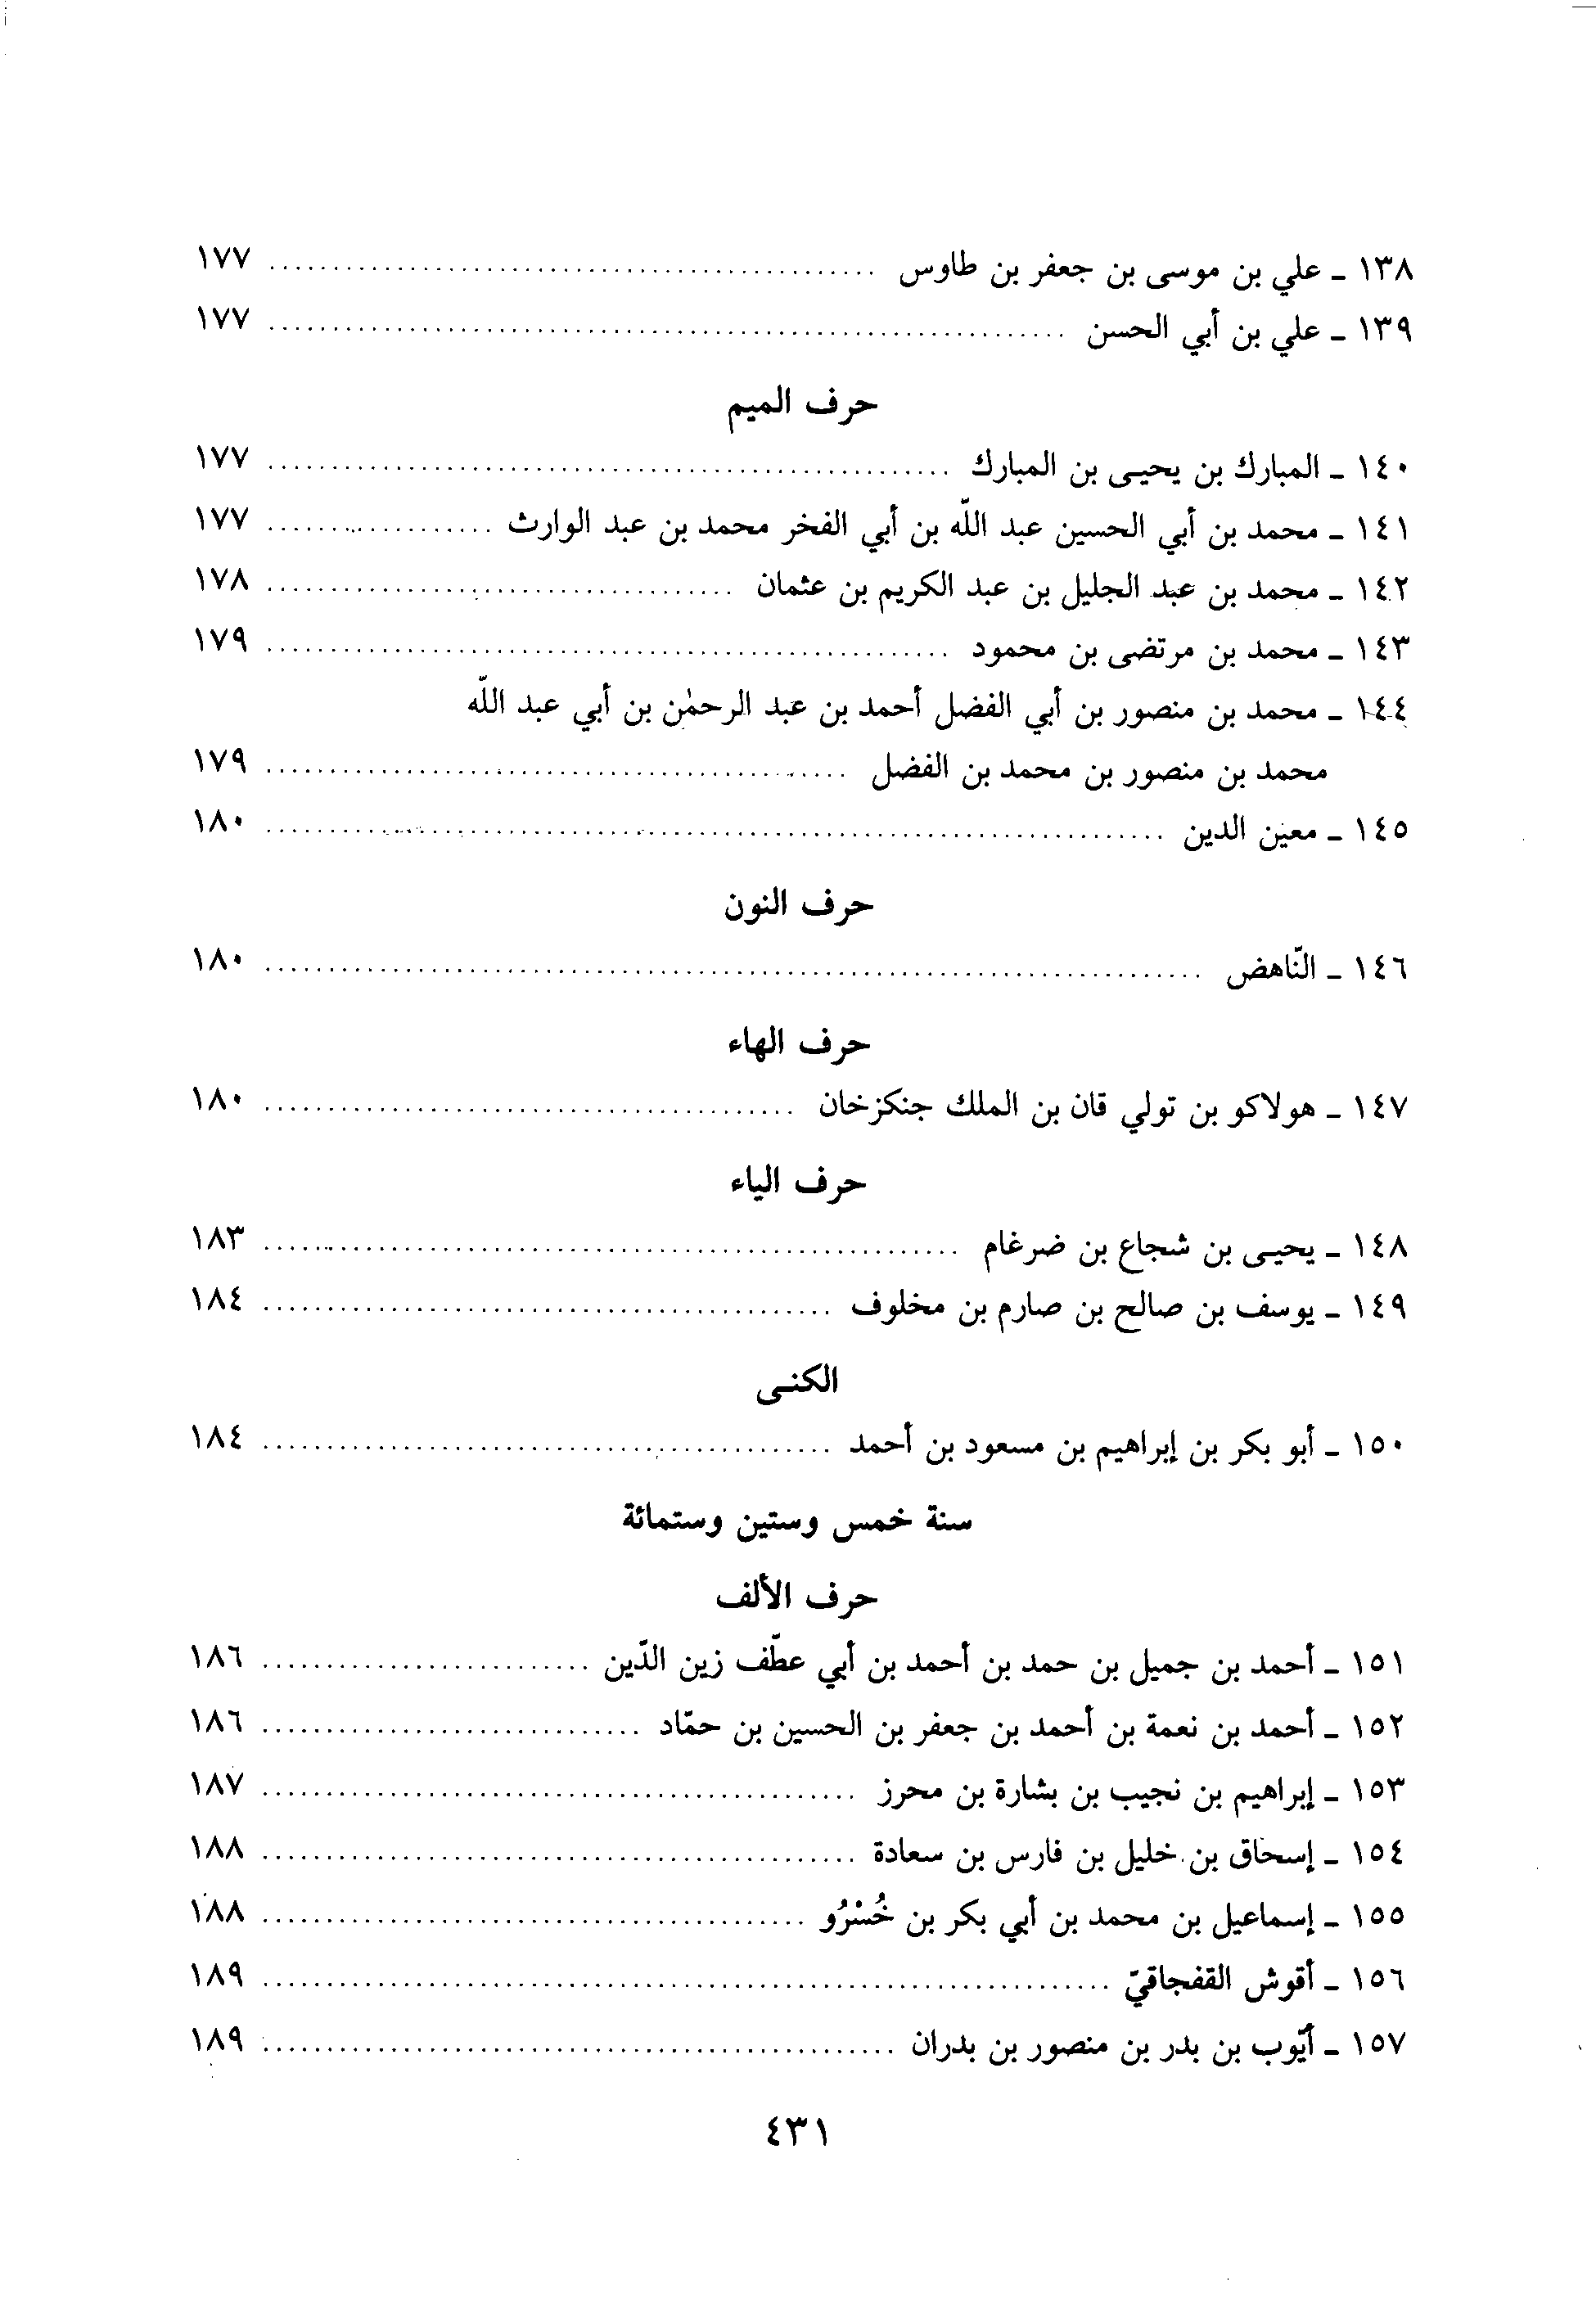 ١٣٨ - علي بن موسى بن جعفر بن طاوس ........ ١٧٧
١٣٩ - علي بن أبي الحسن ........ ١٧٧
حرف الميم
١٤٠ - المبارك بن يحيى بن المبارك ........ ١٧٧
١٤١ - محمد بن أبي الحسين عبد اللّه بن أبي الفخر محمد بن عبد الوارث ........ ١٧٧
١٤٢ - محمد بن عبد الجليل بن عبد الكريم بن عثمان ........ ١٧٨
١٤٣ - محمد بن مرتضى بن محمود ........ ١٧٩
١٤٤ - محمد بن منصور بن أبي الفضل أحمد بن عبد الرحمٰن بن أبي عبد اللّه
محمد بن منصور بن محمد بن الفضل ........ ١٧٩
١٤٥ - معين الدين ........ ١٨٠
حرف النون
١٤٦ - النّاهض ........ ١٨٠
حرف الهاء
١٤٧ - هولاكو بن تولي قان بن الملك جنكزخان ........ ١٨٠
حرف الياء
١٤٨ - يحيى بن شجاع بن ضرغام ........ ١٨٣
١٤٩ - يوسف بن صالح بن صارم بن مخلوف ........ ١٨٤
الكنى
١٥٠ - أبو بكر بن إبراهيم بن مسعود بن أحمد ........ ١٨٤
سنة خمس وستين وستمائة
حرف الألف
١٥١ - أحمد بن جميل بن حمد بن أحمد بن أبي عطّف زين الدّين ........ ١٨٦
١٥٢ - أحمد بن نعمة بن أحمد بن جعفر بن الحسين بن حمّاد ........ ١٨٦
١٥٣ - إبراهيم بن نجيب بن بشارة بن محرز ........ ١٨٧
١٥٤ - إسحاق بن خليل بن فارس بن سعادة ........ ١٨٨
١٥٥ - إسماعيل بن محمد بن أبي بكر بن خُسْرُو ........ ١٨٨
١٥٦ - أقوش القفجاقيّ ........ ١٨٩
١٥٧ - أيّوب بن بدر بن منصور بن بدران ........ ١٨٩
٤٣١